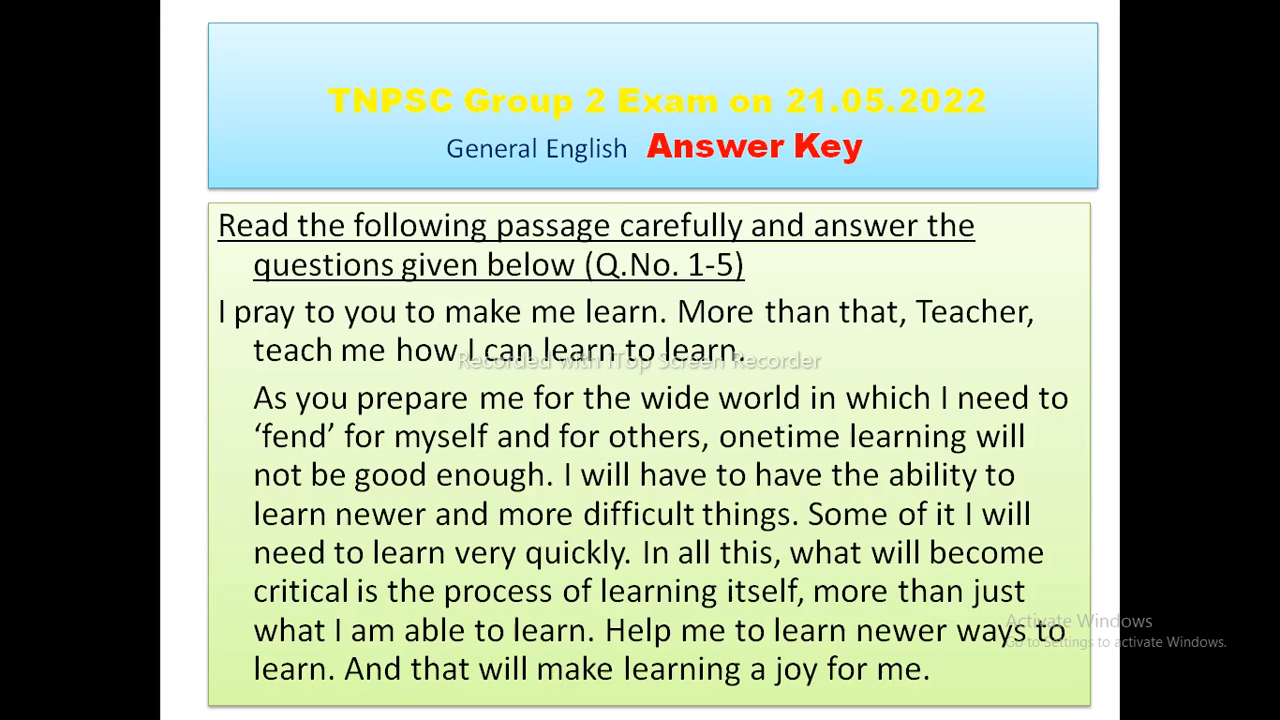 TNPSC Group 2 Exam on 21.05.2022
General English Answer Key
Read the following passage carefully and answer the
questions given below (Q.No. 1-5)
I pray to you to make me learn. More than that, Teacher,
teach me how I can learn to learn.
Recorded with iTop Screen Recorder
As you prepare me for the wide world in which I need to
‘fend’ for myself and for others, onetime learning will
not be good enough. I will have to have the ability to
learn newer and more difficult things. Some of it I will
need to learn very quickly. In all this, what will become
critical is the process of learning itself, more than just
what I am able to learn. Help me to learn newer ways to
learn. And that will make learning a joy for me.
Activate Windows
Go to Settings to activate Windows.